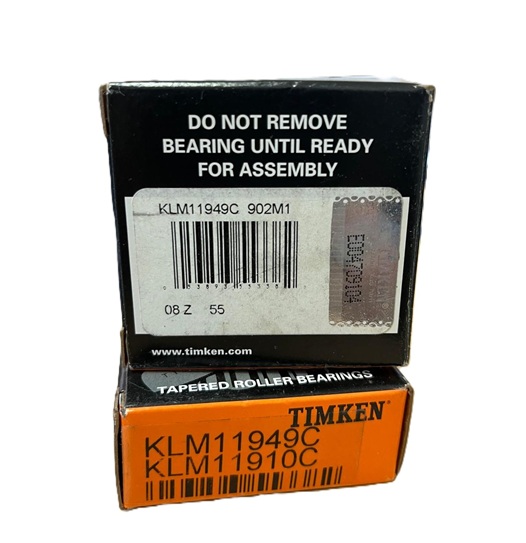 DO NOT REMOVE
BEARING UNTIL READY
FOR ASSEMBLY
KLM11949C 902M1
08 Z 55
E004709104
www.timken.com
TAPERED ROLLER BEARINGS
TIMKEN
KLM11949C
KLM11910C